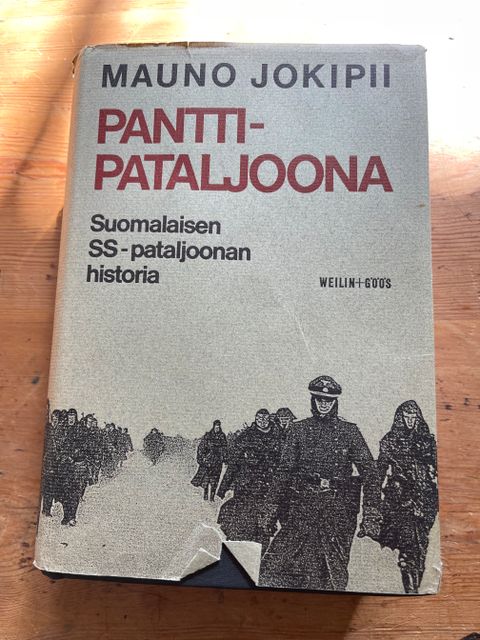 MAUNO JOKIPII
PANTTI-
PATALJOONA
Suomalaisen
SS-pataljoonan
historia
WEILIN+GÖÖS